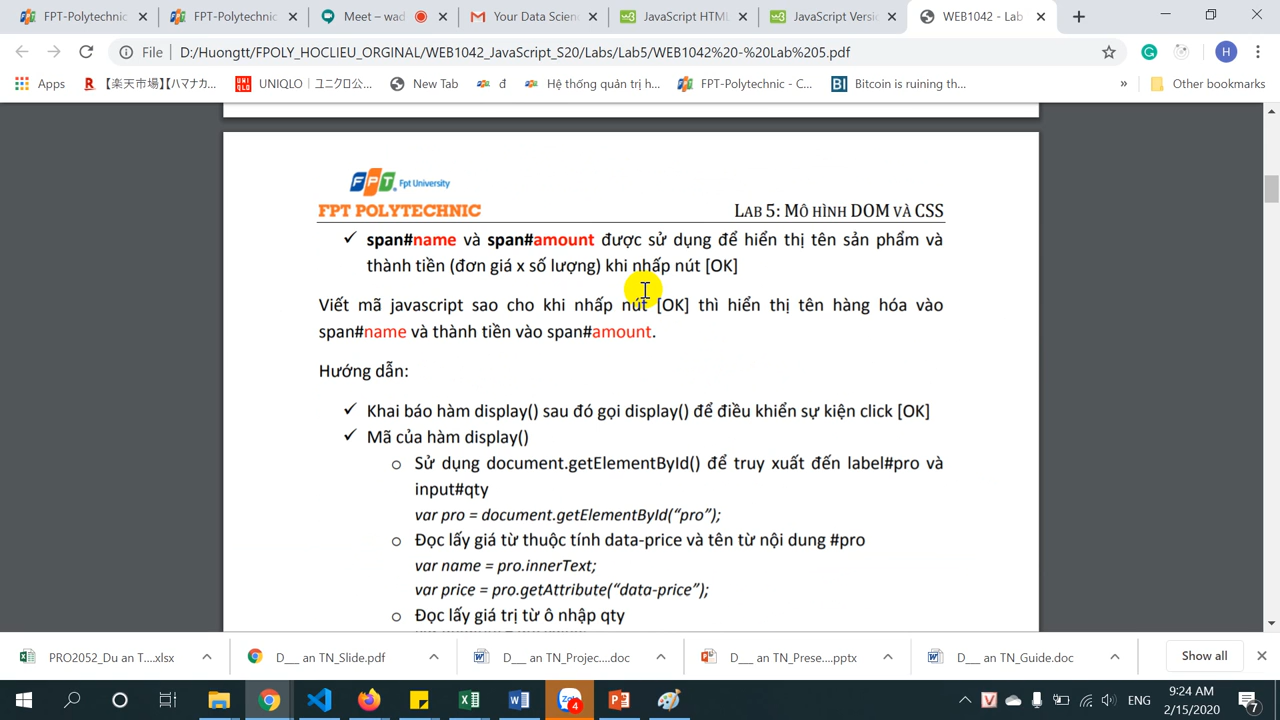 FPT-Polytechnic
FPT-Polytechnic
Meet – wad
Your Data Scien
JavaScript HTML
JavaScript Versio
WEB1042 - Lab
File
D:/Huongtt/FPOLY_HOCLIEU_ORGINAL/WEB1042_JavaScript_S20/Labs/Lab5/WEB1042%20-%20Lab%205.pdf
H
Apps
【楽天市場】【ハマナカ...
UNIQLO｜ユニクロ公...
New Tab
đ
Hệ thống quản trị h...
FPT-Polytechnic - C...
Bitcoin is ruining th...
»
Other bookmarks
FPT Fpt University
FPT POLYTECHNIC
LAB 5: MÔ HÌNH DOM VÀ CSS
span#name và span#amount được sử dụng để hiển thị tên sản phẩm và
thành tiền (đơn giá x số lượng) khi nhấp nút [OK]
Viết mã javascript sao cho khi nhấp nút [OK] thì hiển thị tên hàng hóa vào
span#name và thành tiền vào span#amount.
Hướng dẫn:
Khai báo hàm display() sau đó gọi display() để điều khiển sự kiện click [OK]
Mã của hàm display()
Sử dụng document.getElementById() để truy xuất đến label#pro và
input#qty
var pro = document.getElementById(“pro”);
Đọc lấy giá từ thuộc tính data-price và tên từ nội dung #pro
var name = pro.innerText;
var price = pro.getAttribute(“data-price”);
Đọc lấy giá trị từ ô nhập qty
PRO2052_Du an T....xlsx
D___ an TN_Slide.pdf
D___ an TN_Projec....doc
D___ an TN_Prese....pptx
D___ an TN_Guide.doc
Show all
4
ENG
9:24 AM
2/15/2020
7